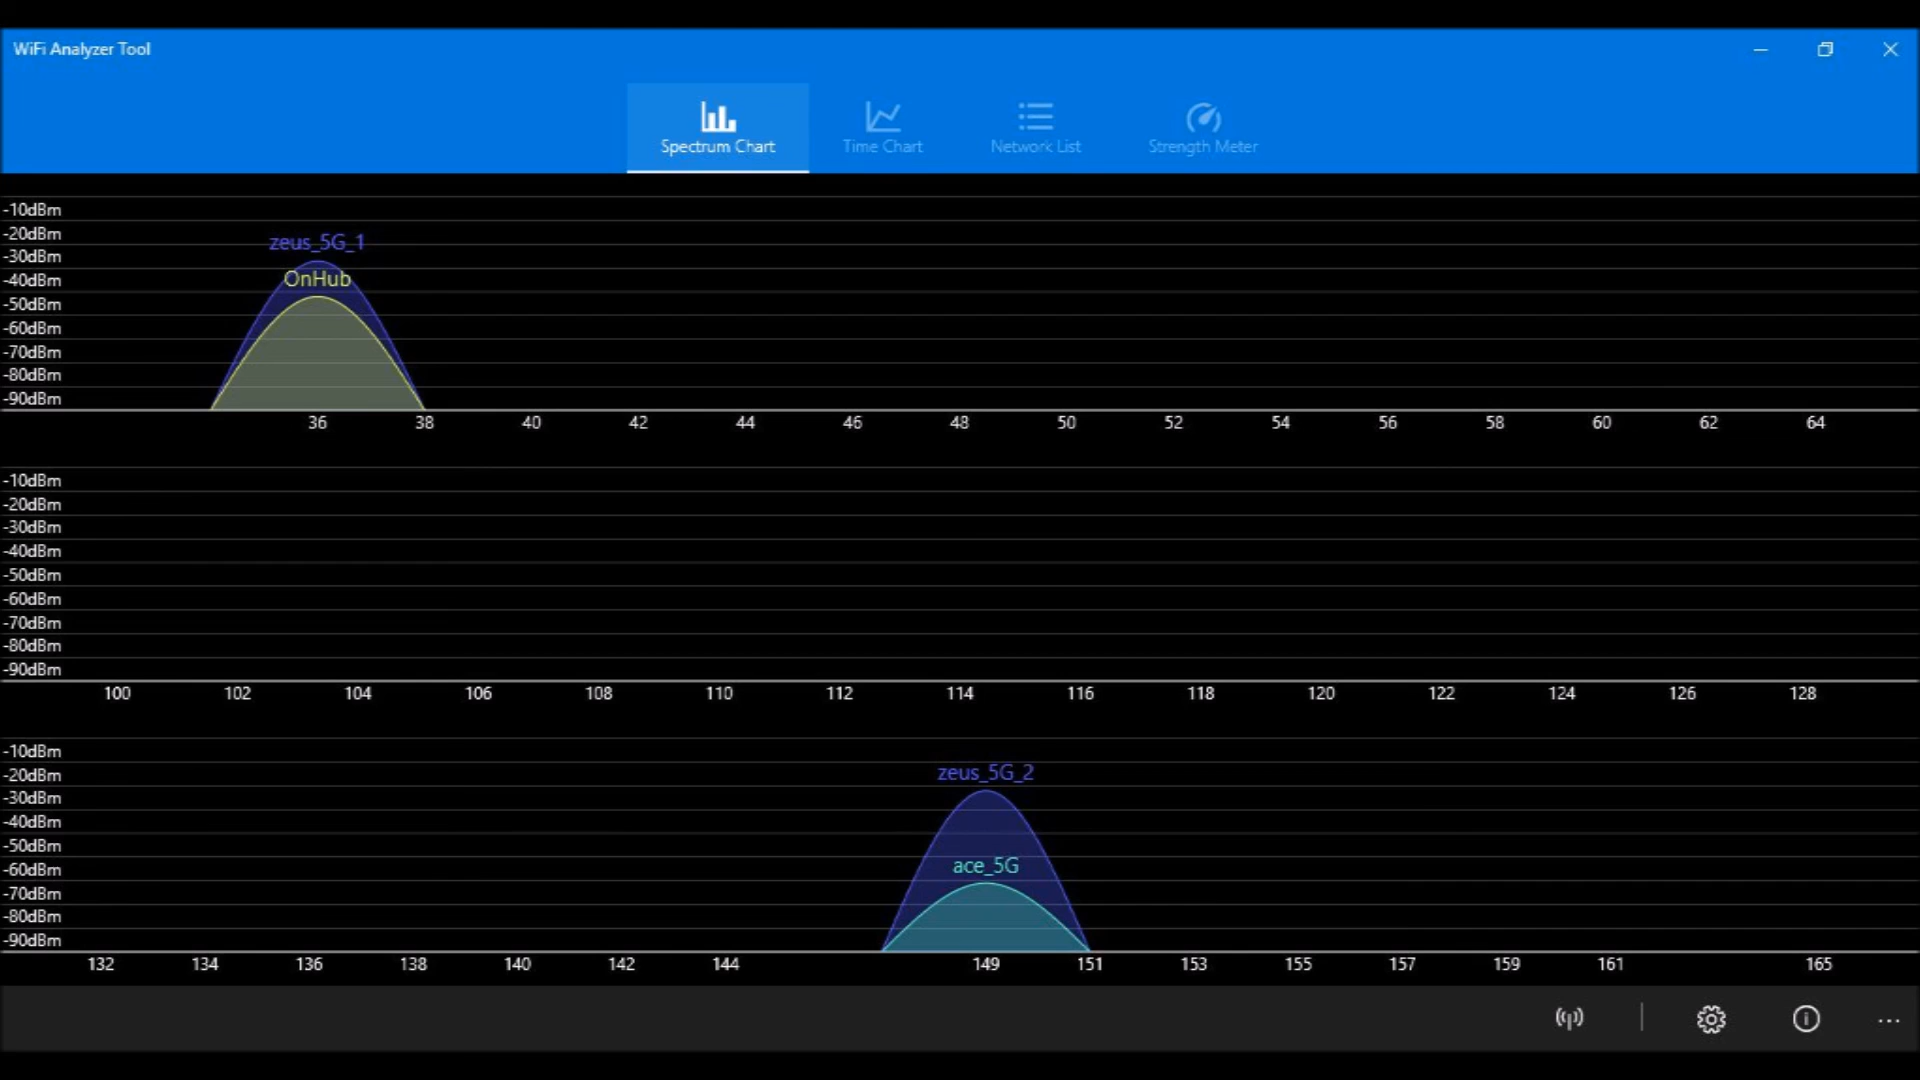 WiFi Analyzer Tool
Spectrum Chart
Time Chart
Network List
Strength Meter
-10dBm
-20dBm
-30dBm
-40dBm
-50dBm
-60dBm
-70dBm
-80dBm
-90dBm
zeus_5G_1
OnHub
36 38 40 42 44 46 48 50 52 54 56 58 60 62 64
-10dBm
-20dBm
-30dBm
-40dBm
-50dBm
-60dBm
-70dBm
-80dBm
-90dBm
100 102 104 106 108 110 112 114 116 118 120 122 124 126 128
-10dBm
-20dBm
-30dBm
-40dBm
-50dBm
-60dBm
-70dBm
-80dBm
-90dBm
zeus_5G_2
ace_5G
132 134 136 138 140 142 144 149 151 153 155 157 159 161 165